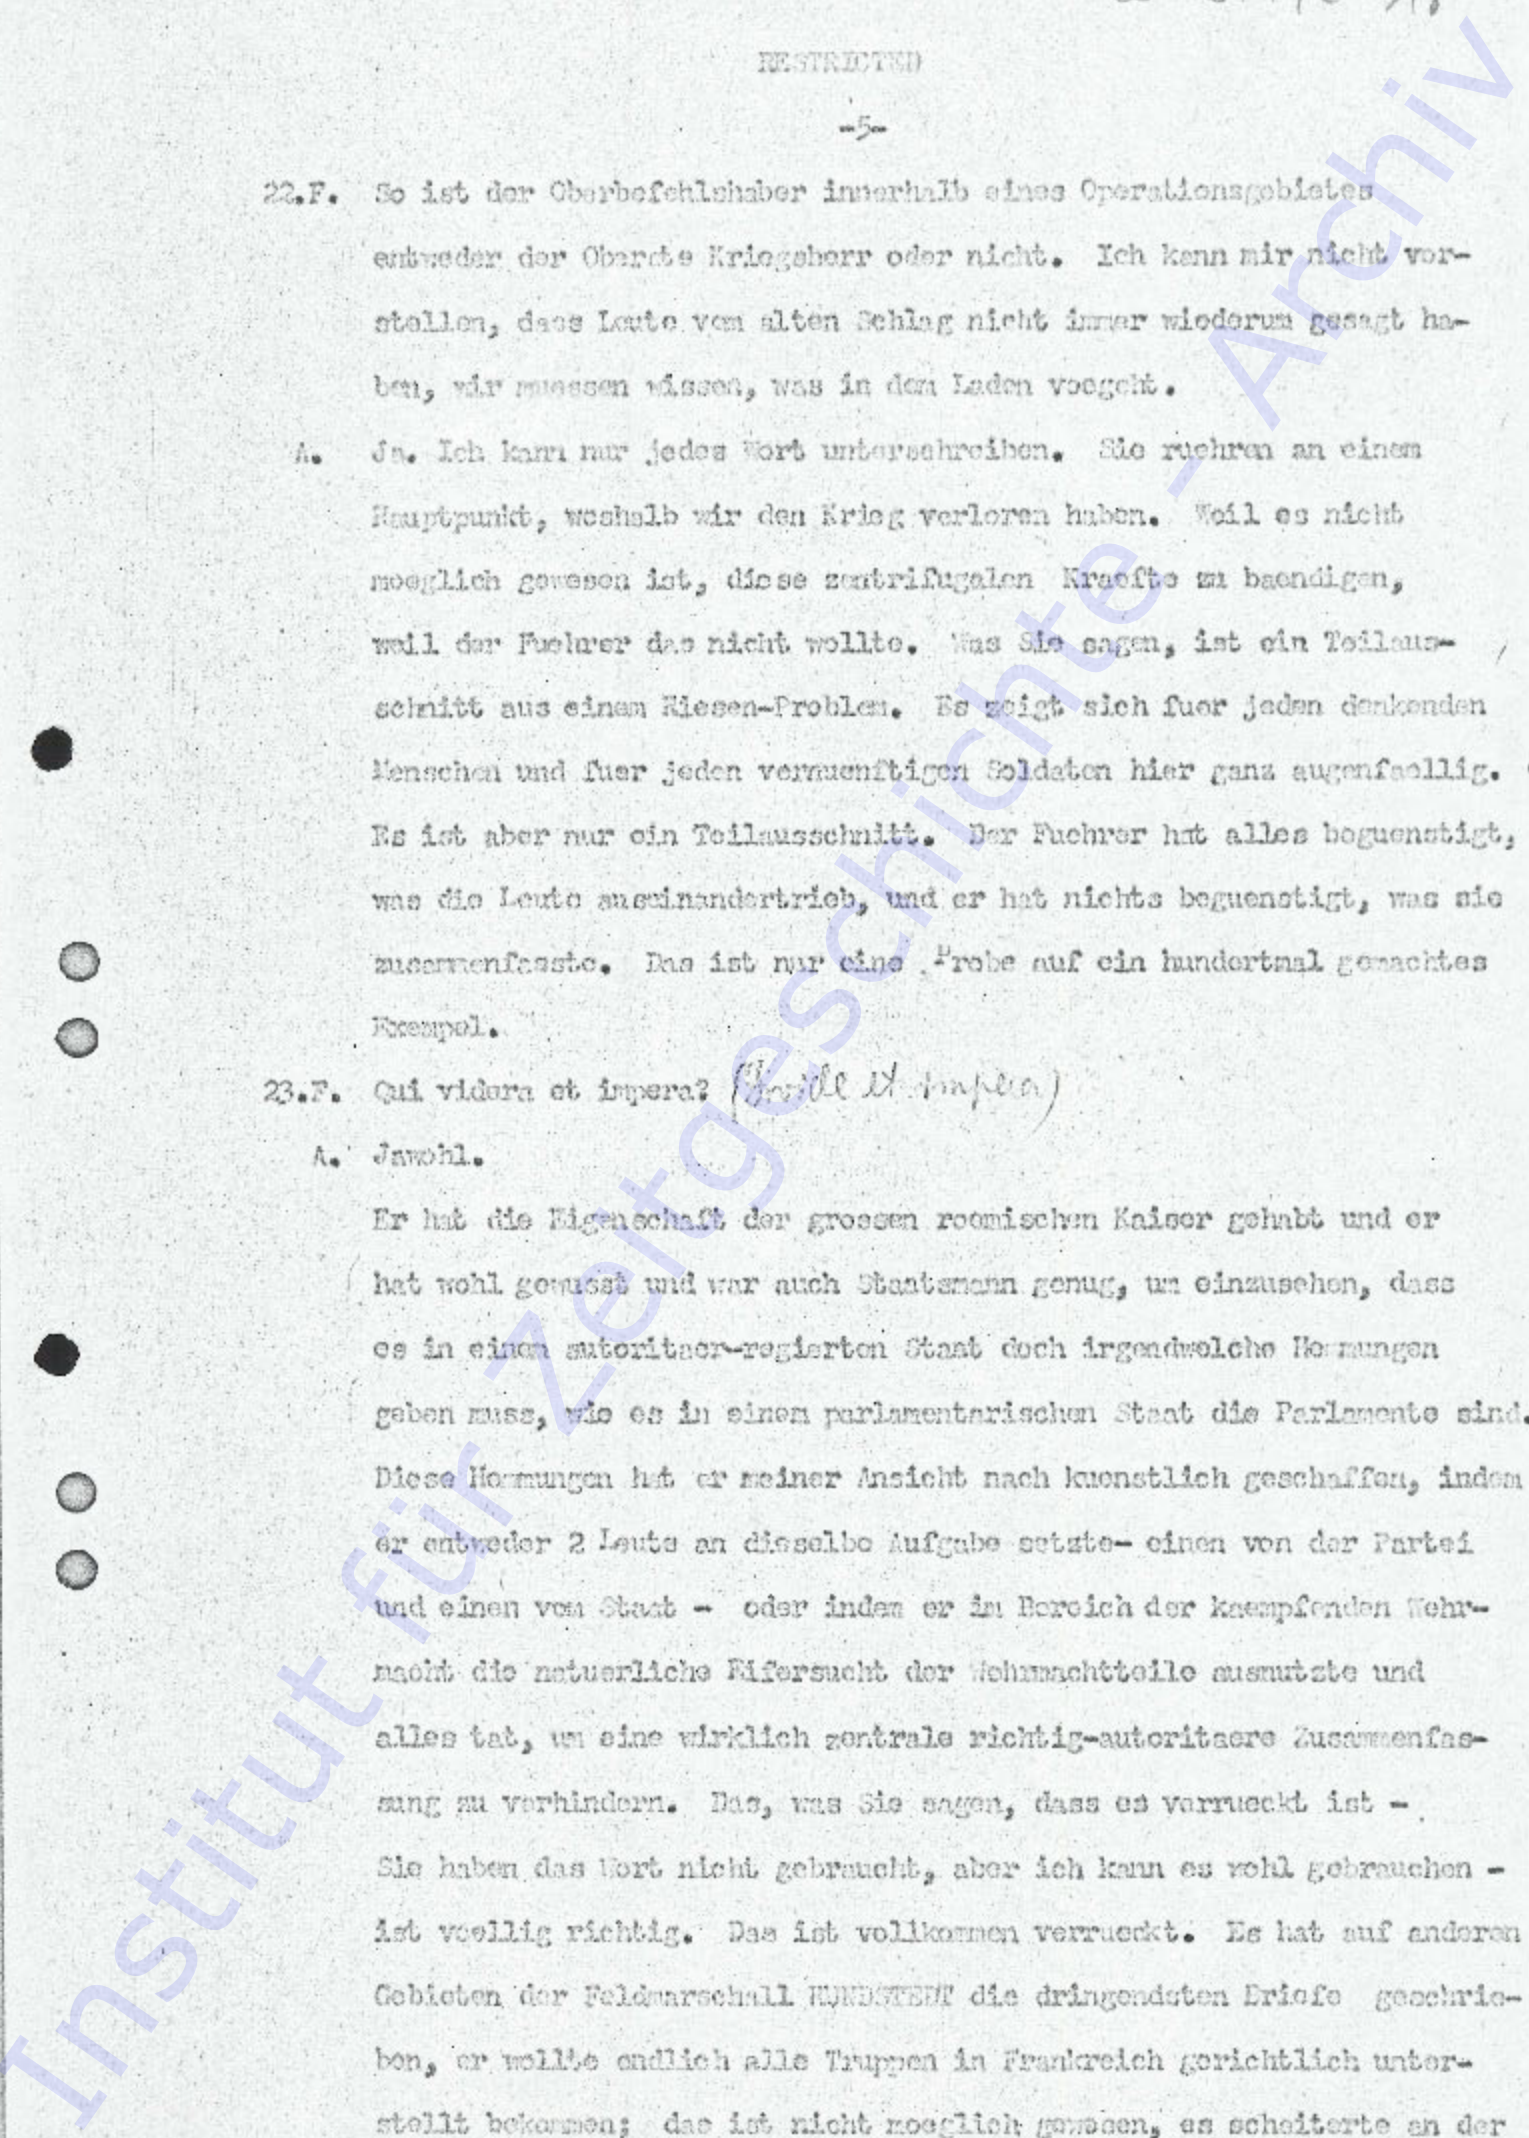 RESTRICTED
-5-
22.F. So ist der Oberbefehlshaber innerhalb eines Operationsgebietes
entweder der Oberste Kriegsherr oder nicht. Ich kann mir nicht vor-
stellen, dass Leute vom alten Schlag nicht immer wiederum gesagt ha-
ben, wir muessen wissen, was in dem Laden voegeht.
A. Ja. Ich kann nur jedes Wort unterschreiben. Sie ruehren an einem
Hauptpunkt, weshalb wir den Krieg verloren haben. Weil es nicht
moeglich gewesen ist, diese zentrifugalen Kraefte zu baendigen,
weil der Fuehrer das nicht wollte. Was Sie sagen, ist ein Teilaus-
schnitt aus einem Riesen-Problem. Es zeigt sich fuer jeden denkenden
Menschen und fuer jeden vernuenftigen Soldaten hier ganz augenfaellig.
Es ist aber nur ein Teilausschnitt. Der Fuehrer hat alles beguenstigt,
was die Leute auseinandertrieb, und er hat nichts beguenstigt, was sie
zusammenfasste. Das ist nur eine Probe auf ein hundertmal gemachtes
Exempel.
23.F. Qui videra et impera? (Divide et impera)
A. Jawohl.
Er hat die Eigenschaft der grossen roemischen Kaiser gehabt und er
hat wohl gewusst und war auch Staatsmann genug, um einzusehen, dass
es in einem autoritaer-regierten Staat doch irgendwelche Hemmungen
geben muss, wie es in einem parlamentarischen Staat die Parlamente sind.
Diese Hemmungen hat er meiner Ansicht nach kuenstlich geschaffen, indem
er entweder 2 Leute an dieselbe Aufgabe setzte- einen von der Partei
und einen vom Staat - oder indem er im Bereich der kaempfenden Wehr-
macht die natuerliche Eifersucht der Wehrmachtteile ausnutzte und
alles tat, um eine wirklich zentrale richtig-autoritaere Zusammenfas-
sung zu verhindern. Das, was Sie sagen, dass es verrueckt ist -
Sie haben das Wort nicht gebraucht, aber ich kann es wohl gebrauchen -
ist voellig richtig. Das ist vollkommen verrueckt. Es hat auf anderen
Gebieten der Feldmarschall RUNDSTEDT die dringendsten Briefe geschrie-
ben, er wollte endlich alle Truppen in Frankreich gerichtlich unter-
stellt bekommen; das ist nicht moeglich gewesen, es scheiterte an der
Institut für Zeitgeschichte - Archiv